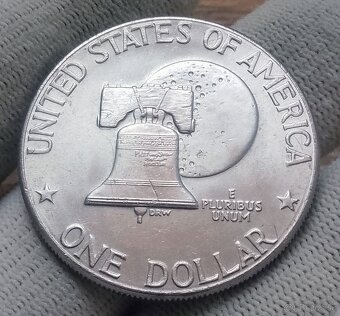 UNITED STATES OF AMERICA
DRW
E
PLURIBUS
UNUM
ONE DOLLAR